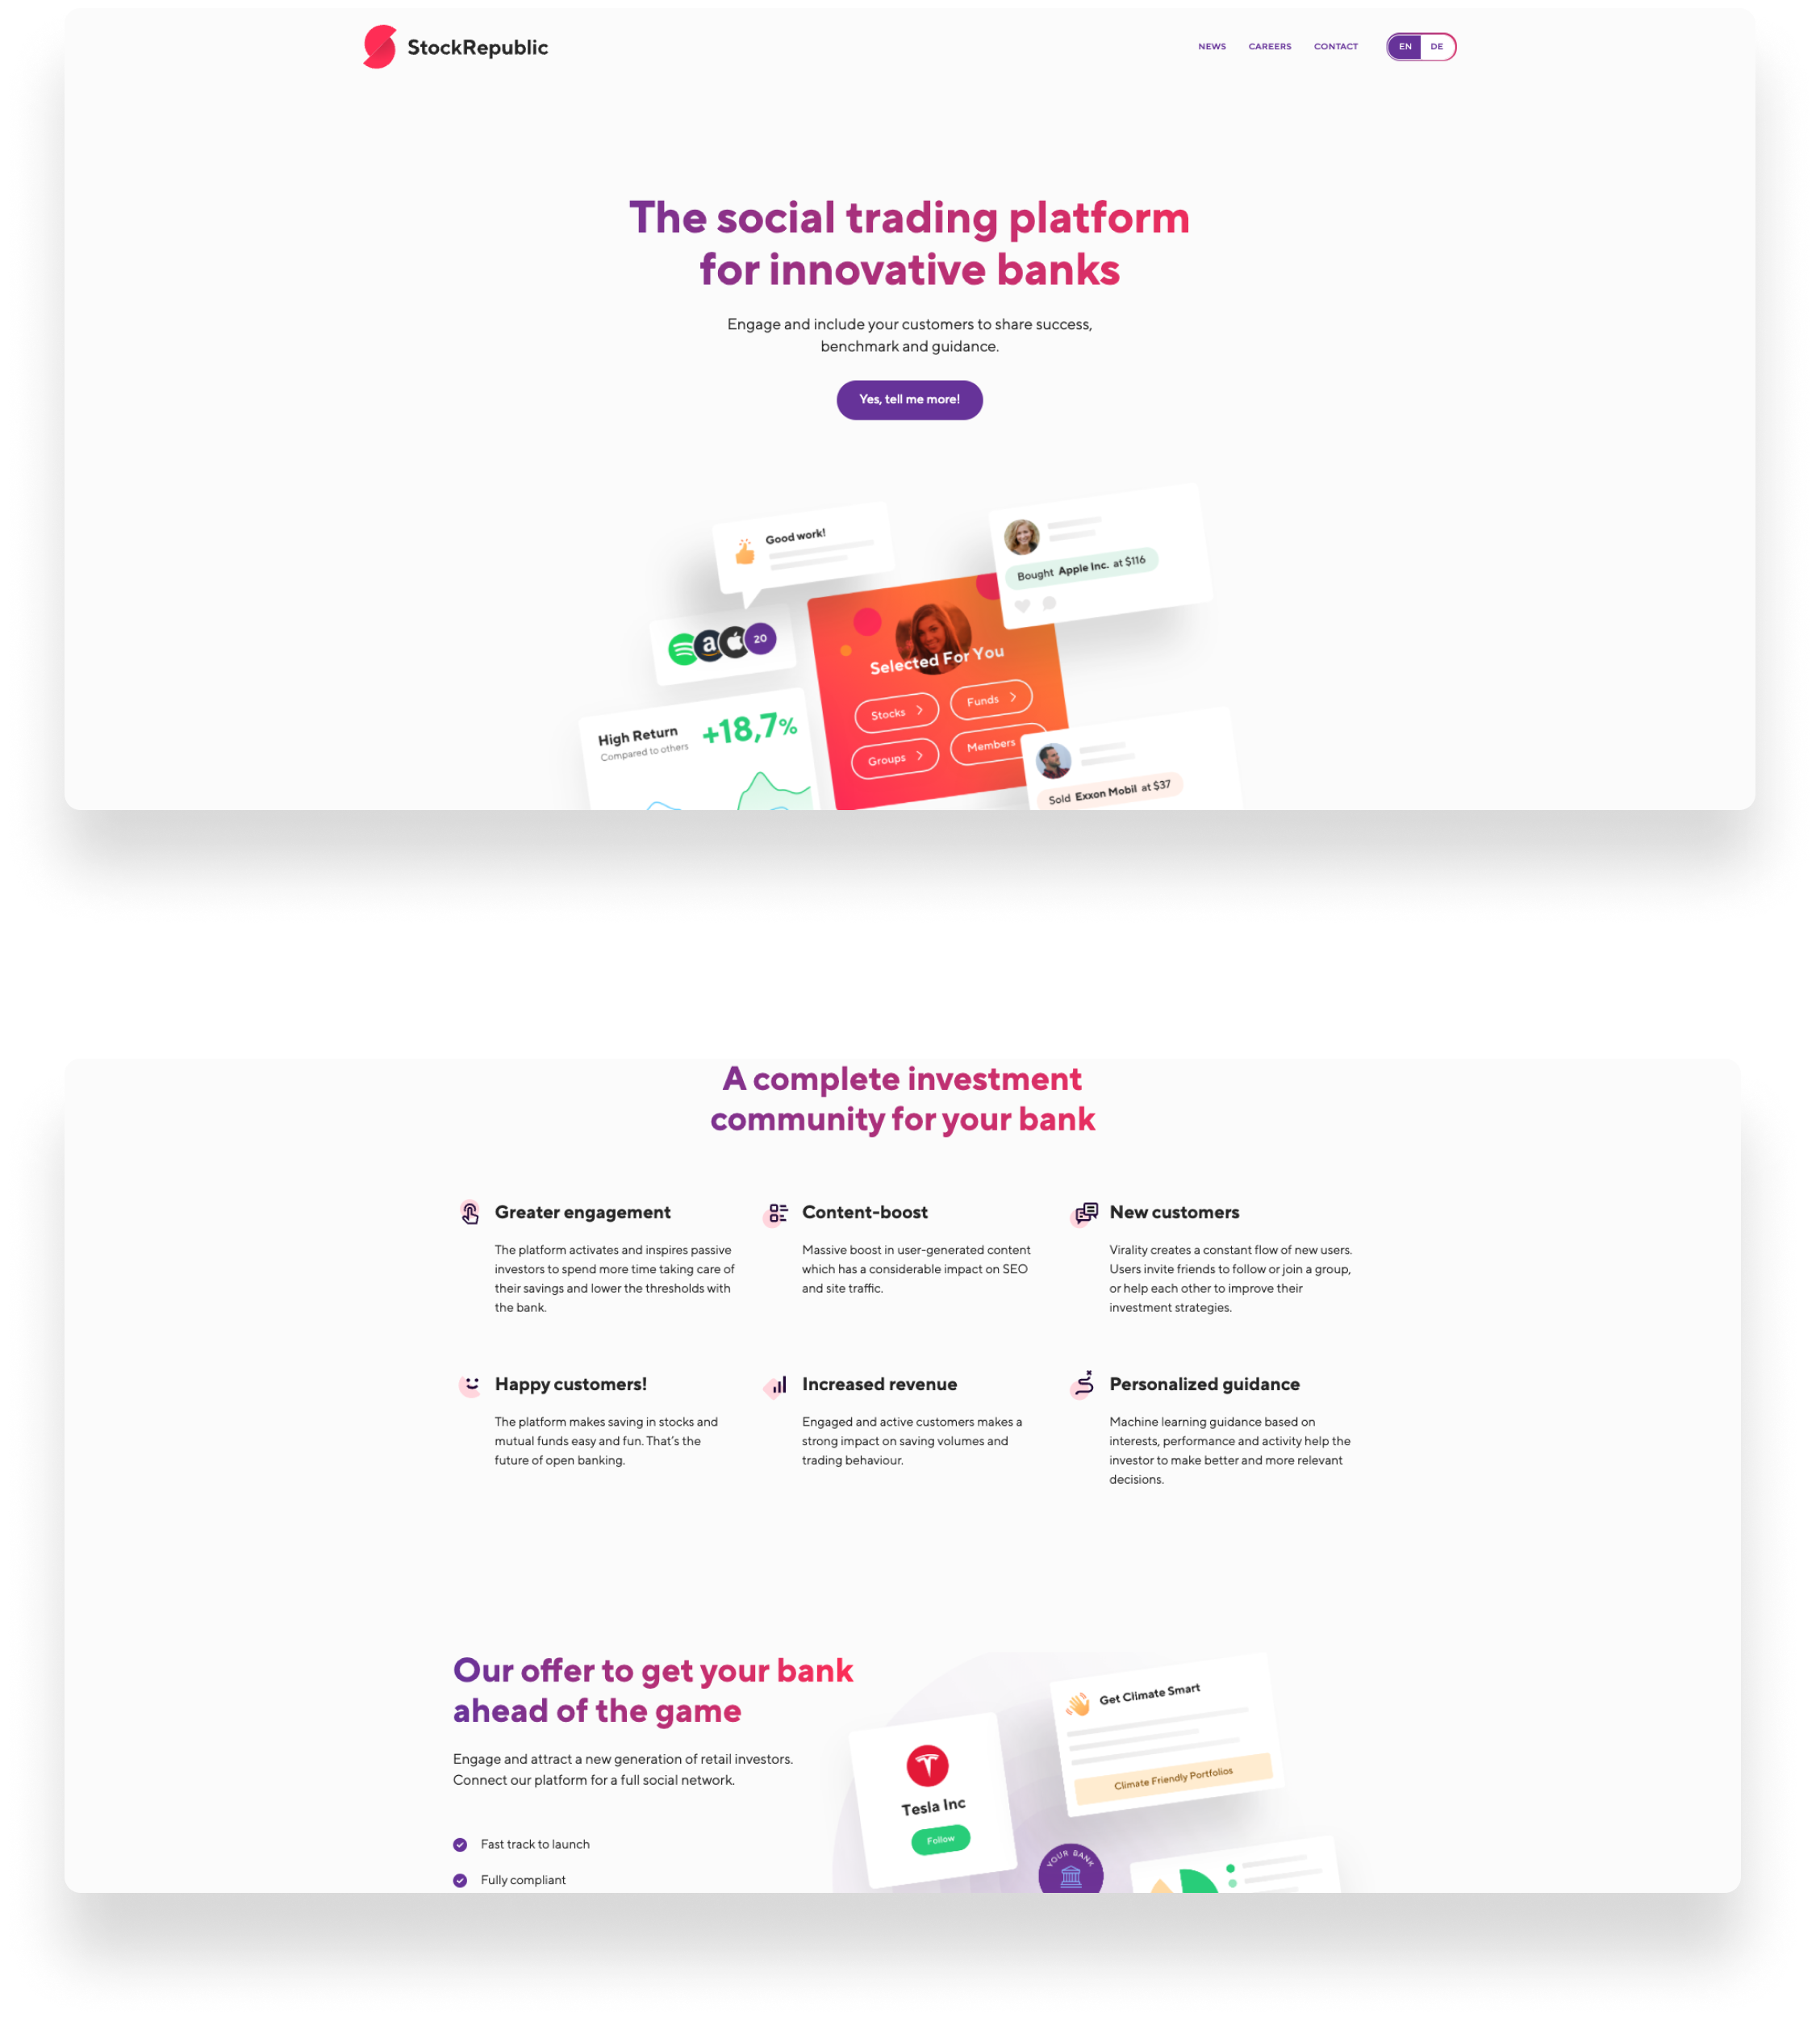 StockRepublic
NEWS CAREERS CONTACT EN DE
The social trading platform
for innovative banks
Engage and include your customers to share success,
benchmark and guidance.
Yes, tell me more!
Good work!
Bought Apple Inc. at $116
a 20
Selected For You
Stocks
Funds
Groups
Members
High Return
Compared to others
+18,7%
Sold Exxon Mobil at $37
A complete investment
community for your bank
Greater engagement
The platform activates and inspires passive
investors to spend more time taking care of
their savings and lower the thresholds with
the bank.
Content-boost
Massive boost in user-generated content
which has a considerable impact on SEO
and site traffic.
New customers
Virality creates a constant flow of new users.
Users invite friends to follow or join a group,
or help each other to improve their
investment strategies.
Happy customers!
The platform makes saving in stocks and
mutual funds easy and fun. That's the
future of open banking.
Increased revenue
Engaged and active customers makes a
strong impact on saving volumes and
trading behaviour.
Personalized guidance
Machine learning guidance based on
interests, performance and activity help the
investor to make better and more relevant
decisions.
Our offer to get your bank
ahead of the game
Engage and attract a new generation of retail investors.
Connect our platform for a full social network.
Fast track to launch
Fully compliant
Tesla Inc
Follow
Get Climate Smart
Climate Friendly Portfolios
YOUR BANK